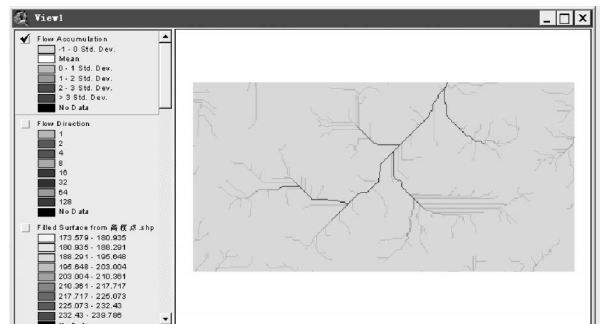 View1
Flow Accumulation
-1 - 0 Std. Dev.
Mean
0 - 1 Std. Dev.
1 - 2 Std. Dev.
2 - 3 Std. Dev.
> 3 Std. Dev.
No Data
Flow Direction
1
2
4
8
16
32
64
128
No Data
Filled Surface from 高程点.shp
173.579 - 180.935
180.935 - 188.291
188.291 - 195.648
195.648 - 203.004
203.004 - 210.361
210.361 - 217.717
217.717 - 225.073
225.073 - 232.43
232.43 - 239.786
No Data